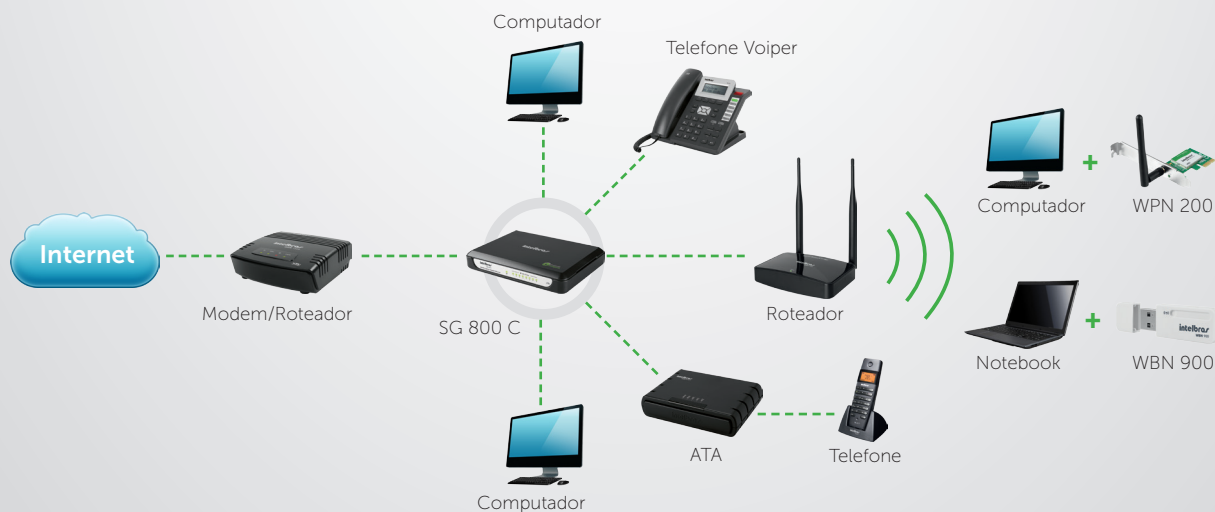 Computador
Telefone Voiper
Internet
Modem/Roteador
SG 800 C
Roteador
Computador
+
WPN 200
Notebook
+
intelbras
WBN 900
ATA
Telefone
Computador